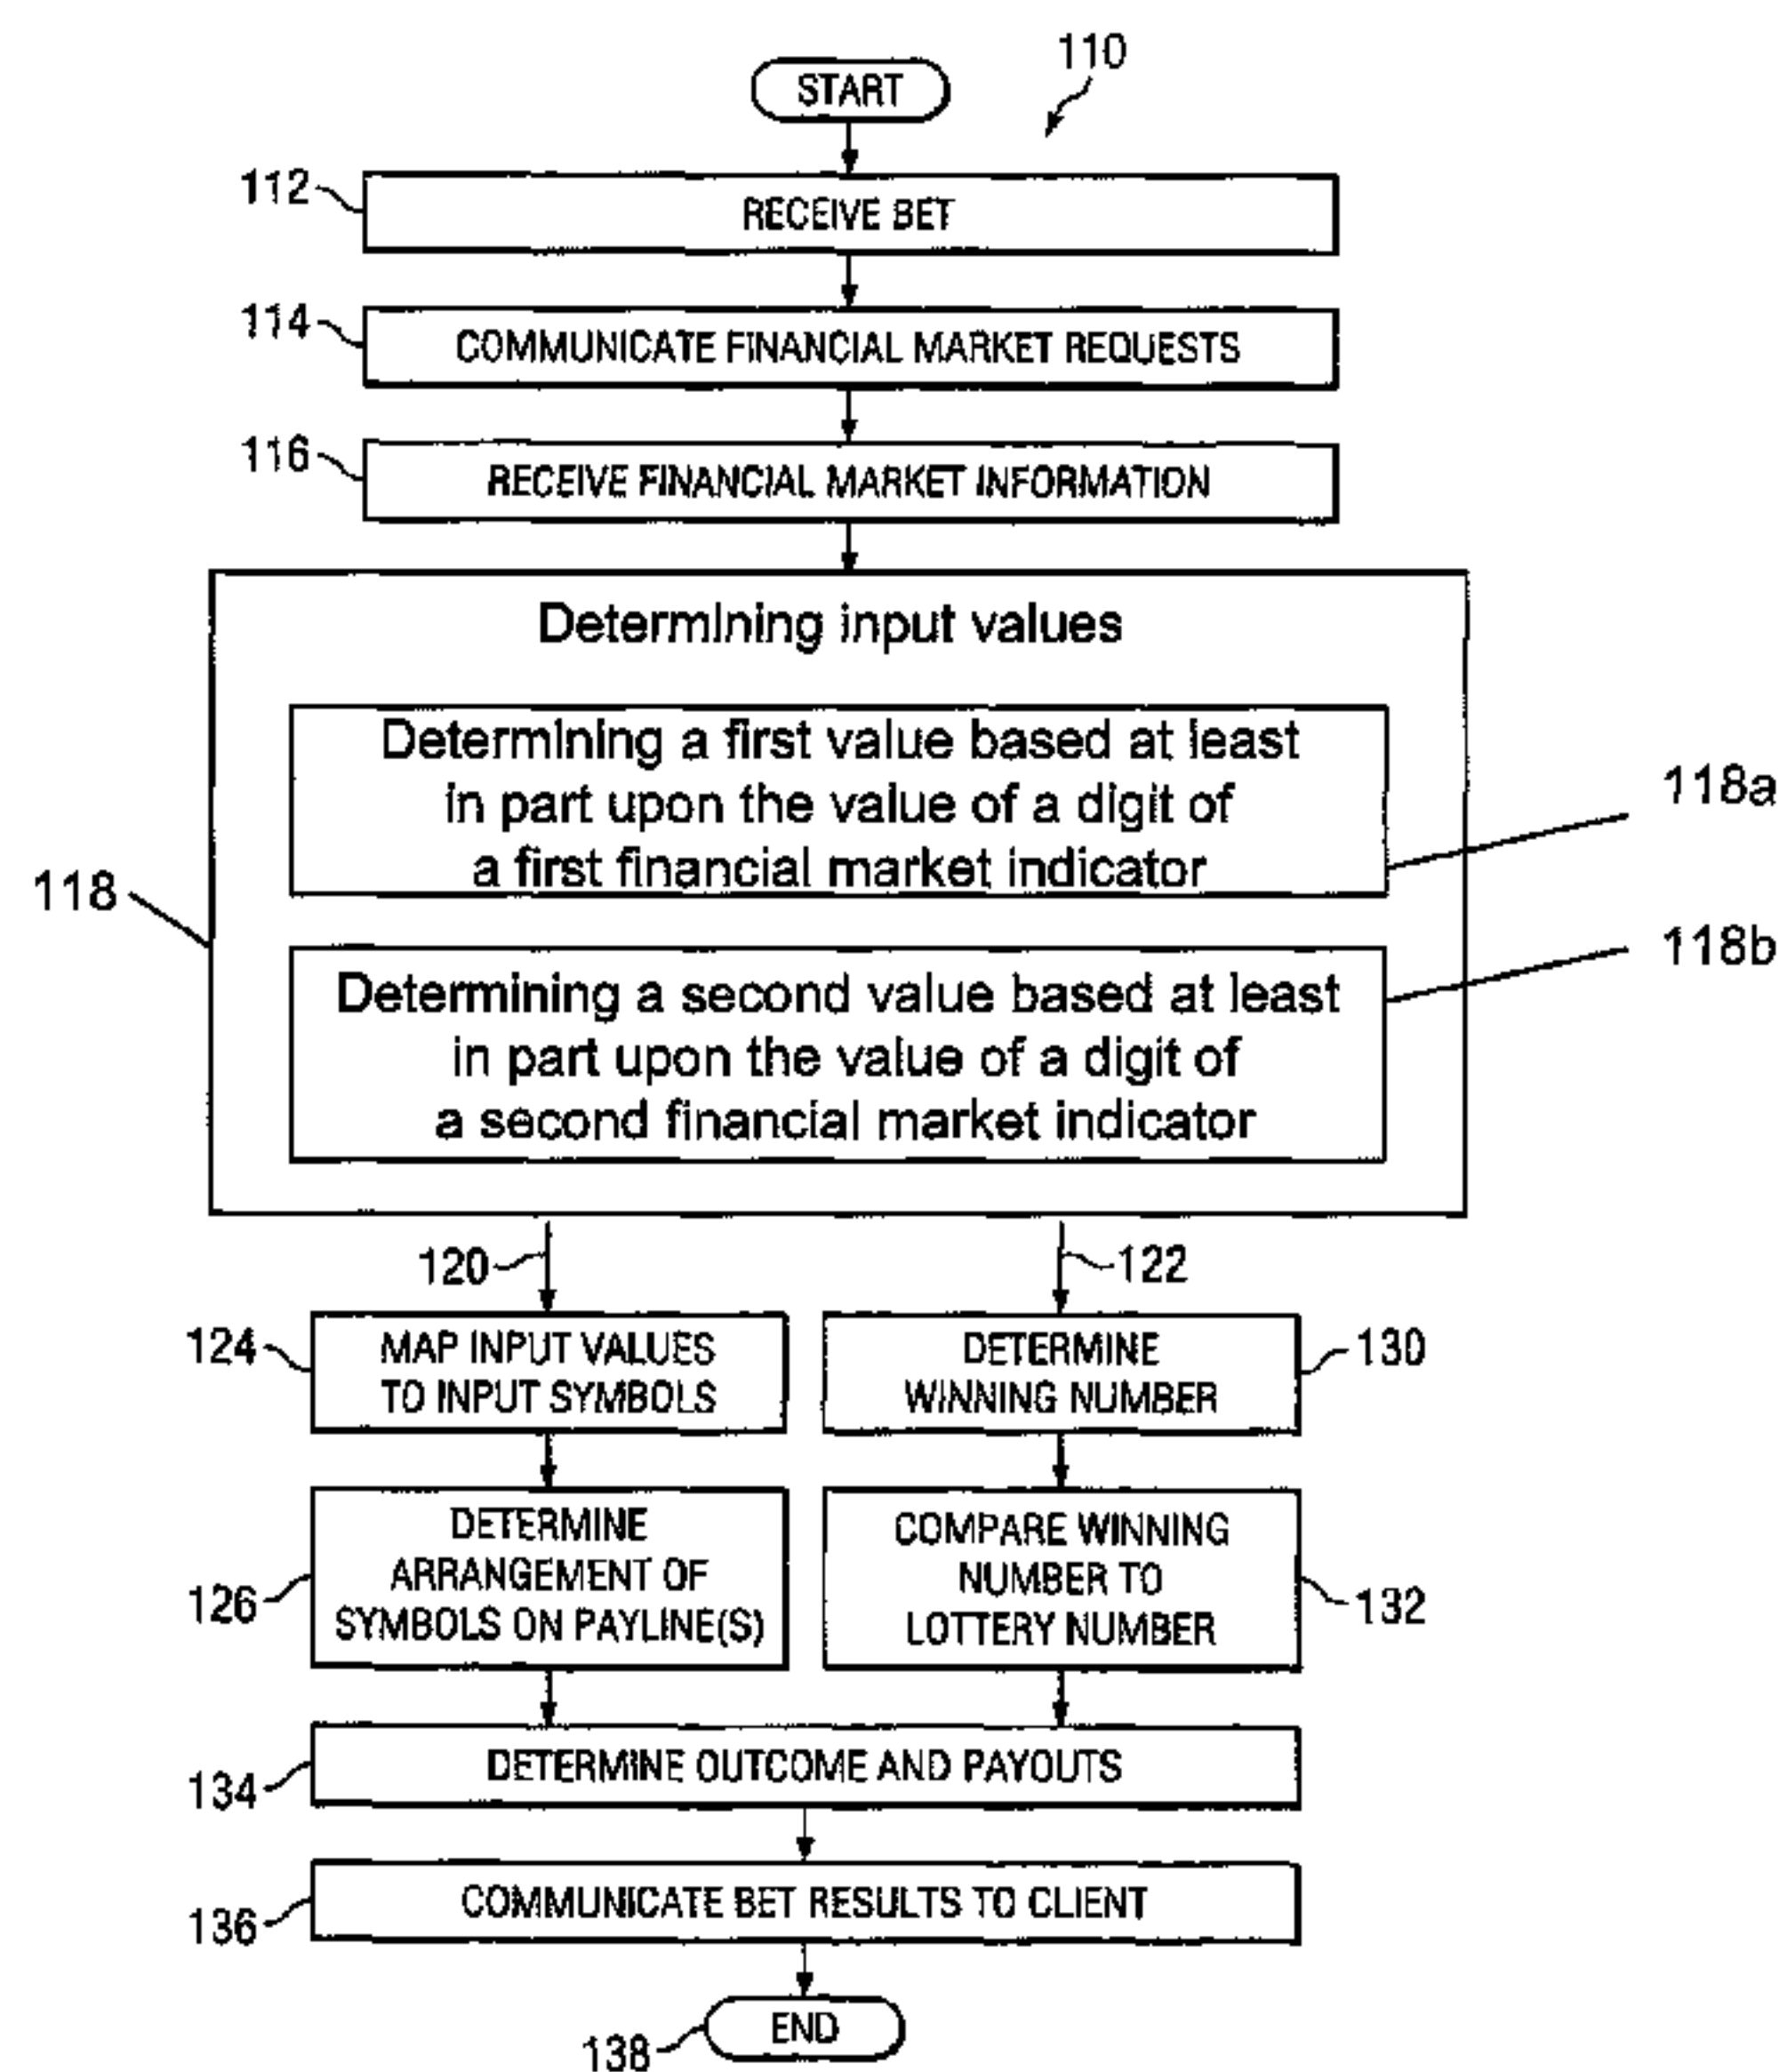 110
START
112
RECEIVE BET
114
COMMUNICATE FINANCIAL MARKET REQUESTS
116
RECEIVE FINANCIAL MARKET INFORMATION
Determining input values
Determining a first value based at least
in part upon the value of a digit of
a first financial market indicator
118a
118
118b
Determining a second value based at least
in part upon the value of a digit of
a second financial market indicator
120
122
124
MAP INPUT VALUES
TO INPUT SYMBOLS
DETERMINE
WINNING NUMBER
130
126
DETERMINE
ARRANGEMENT OF
SYMBOLS ON PAYLINE(S)
COMPARE WINNING
NUMBER TO
LOTTERY NUMBER
132
134
DETERMINE OUTCOME AND PAYOUTS
136
COMMUNICATE BET RESULTS TO CLIENT
138
END